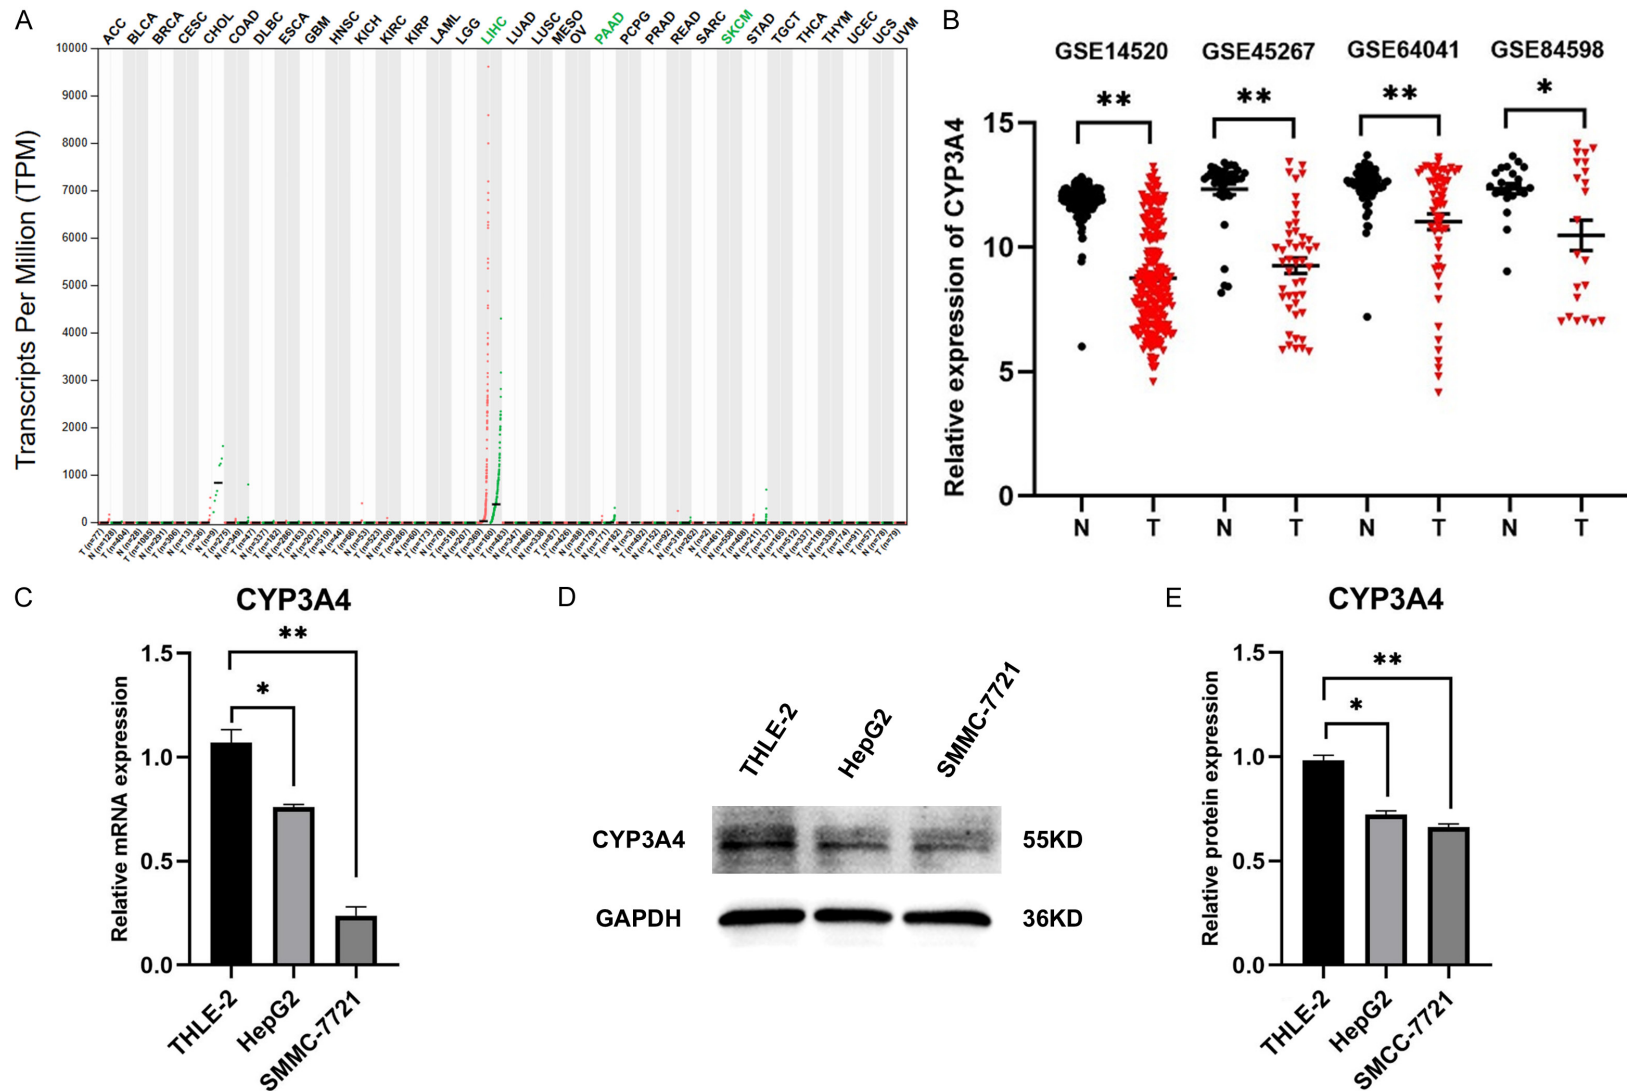 A
ACC BLCA BRCA CESC CHOL COAD DLBC ESCA GBM HNSC KICH KIRC KIRP LAML LGG LIHC LUAD LUSC MESO OV PAAD PCPG PRAD READ SARC SKCM STAD TGCT THCA THYM UCEC UCS UVM
Transcripts Per Million (TPM)
10000
9000
8000
7000
6000
5000
4000
3000
2000
1000
0
B
GSE14520 GSE45267 GSE64041 GSE84598
** ** ** *
Relative expression of CYP3A4
15
10
5
0
N T N T N T N T
C
CYP3A4
**
*
Relative mRNA expression
1.5
1.0
0.5
0.0
THLE-2 HepG2 SMMC-7721
D
THLE-2 HepG2 SMMC-7721
CYP3A4 55KD
GAPDH 36KD
E
CYP3A4
**
*
Relative protein expression
1.5
1.0
0.5
0.0
THLE-2 HepG2 SMCC-7721